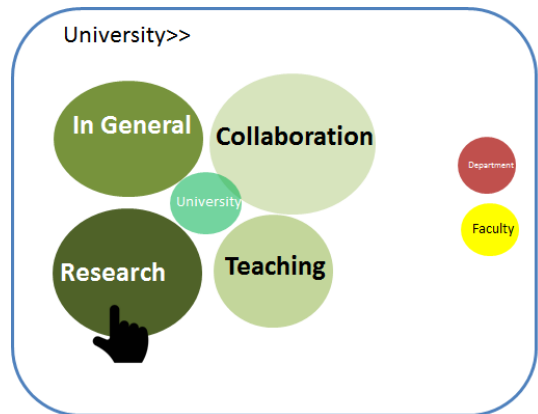 University>>
In General
Collaboration
Department
University
Faculty
Research
Teaching